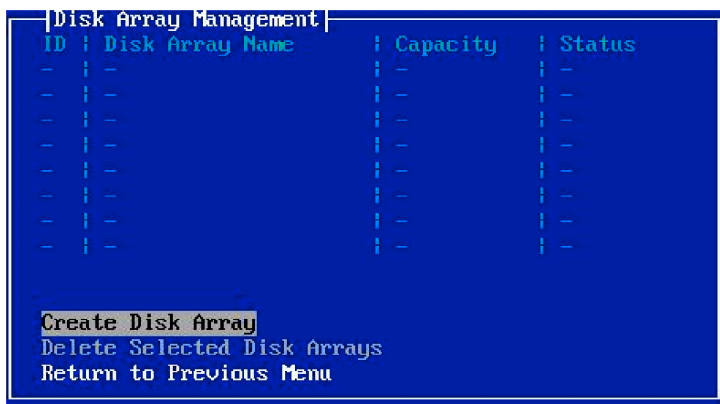 Disk Array Management
ID | Disk Array Name | Capacity | Status
- | - | - | -
- | - | - | -
- | - | - | -
- | - | - | -
- | - | - | -
- | - | - | -
- | - | - | -
- | - | - | -
Create Disk Array
Delete Selected Disk Arrays
Return to Previous Menu